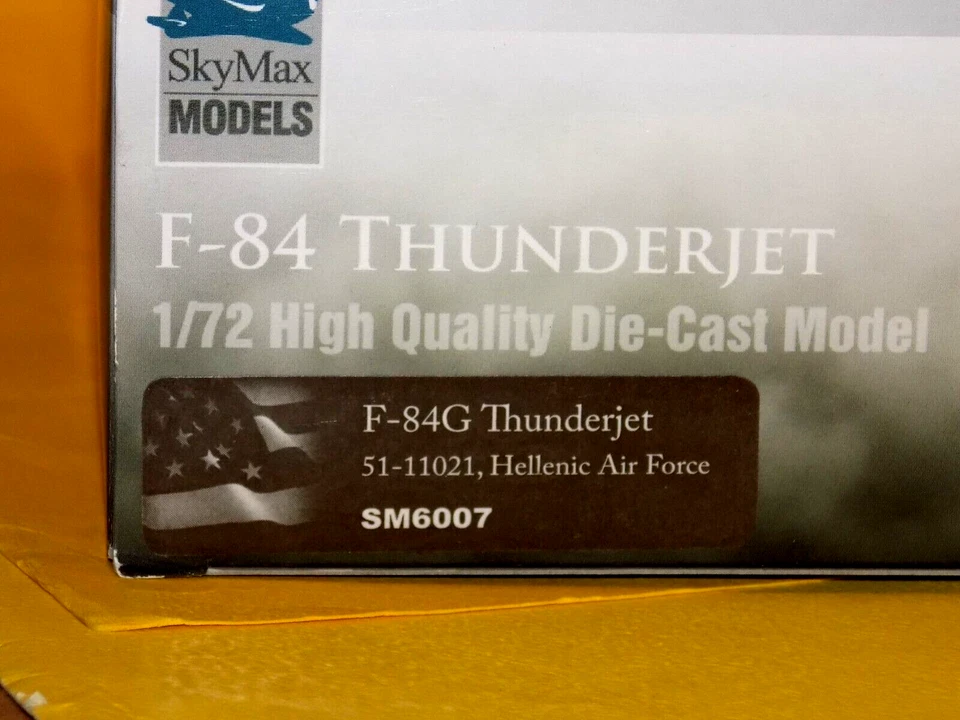 SkyMax
MODELS
F-84 THUNDERJET
1/72 High Quality Die-Cast Model
F-84G Thunderjet
51-11021, Hellenic Air Force
SM6007